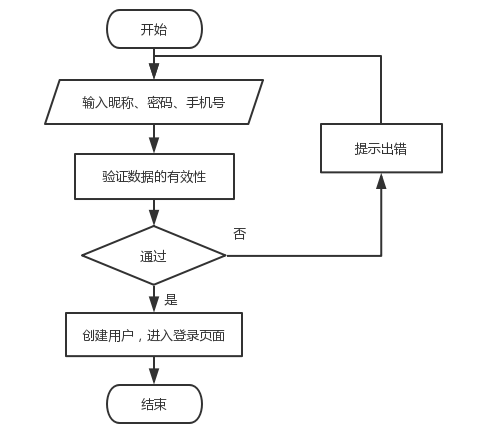 开始
输入昵称、密码、手机号
提示出错
验证数据的有效性
否
通过
是
创建用户，进入登录页面
结束